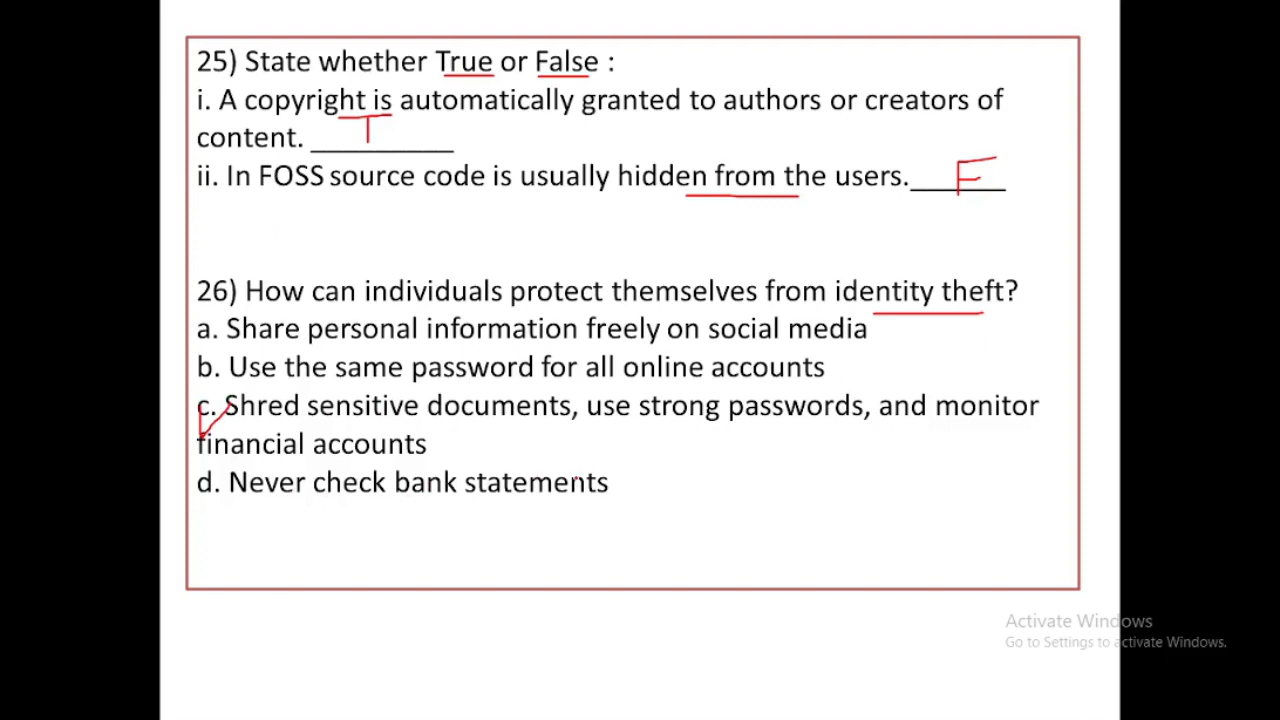 25) State whether True or False :
i. A copyright is automatically granted to authors or creators of
content. _________ T
ii. In FOSS source code is usually hidden from the users.______ F
26) How can individuals protect themselves from identity theft?
a. Share personal information freely on social media
b. Use the same password for all online accounts
c. Shred sensitive documents, use strong passwords, and monitor
financial accounts
d. Never check bank statements
Activate Windows
Go to Settings to activate Windows.